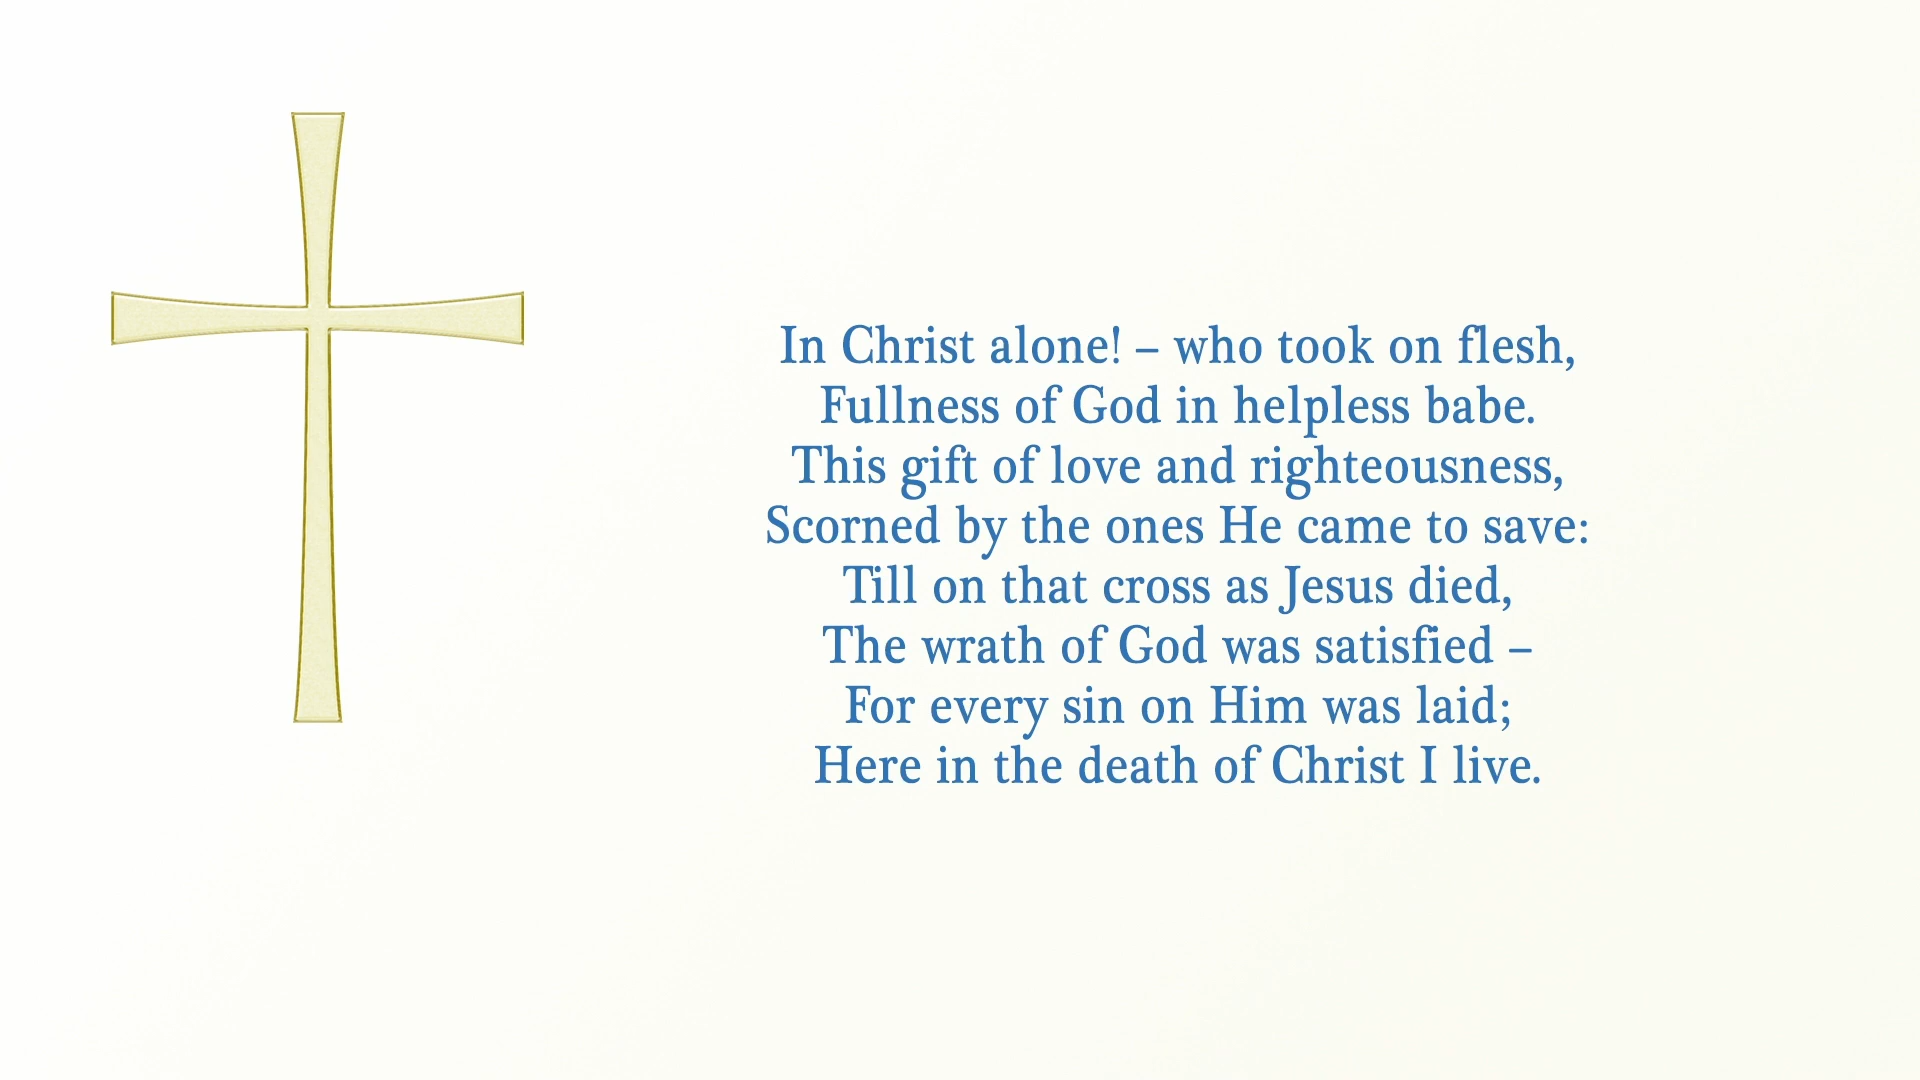 In Christ alone! – who took on flesh,
Fullness of God in helpless babe.
This gift of love and righteousness,
Scorned by the ones He came to save:
Till on that cross as Jesus died,
The wrath of God was satisfied –
For every sin on Him was laid;
Here in the death of Christ I live.